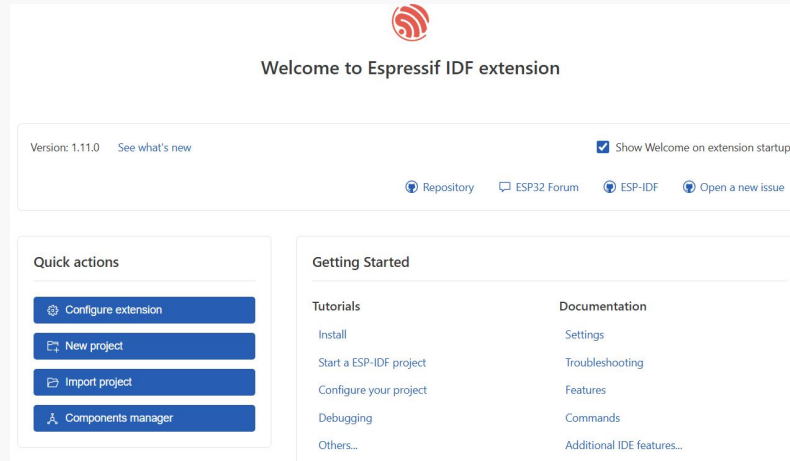 Welcome to Espressif IDF extension
Version: 1.11.0 See what's new
Show Welcome on extension startup
Repository ESP32 Forum ESP-IDF Open a new issue
Quick actions
Configure extension
New project
Import project
Components manager
Getting Started
Tutorials
Install
Start a ESP-IDF project
Configure your project
Debugging
Others...
Documentation
Settings
Troubleshooting
Features
Commands
Additional IDE features...